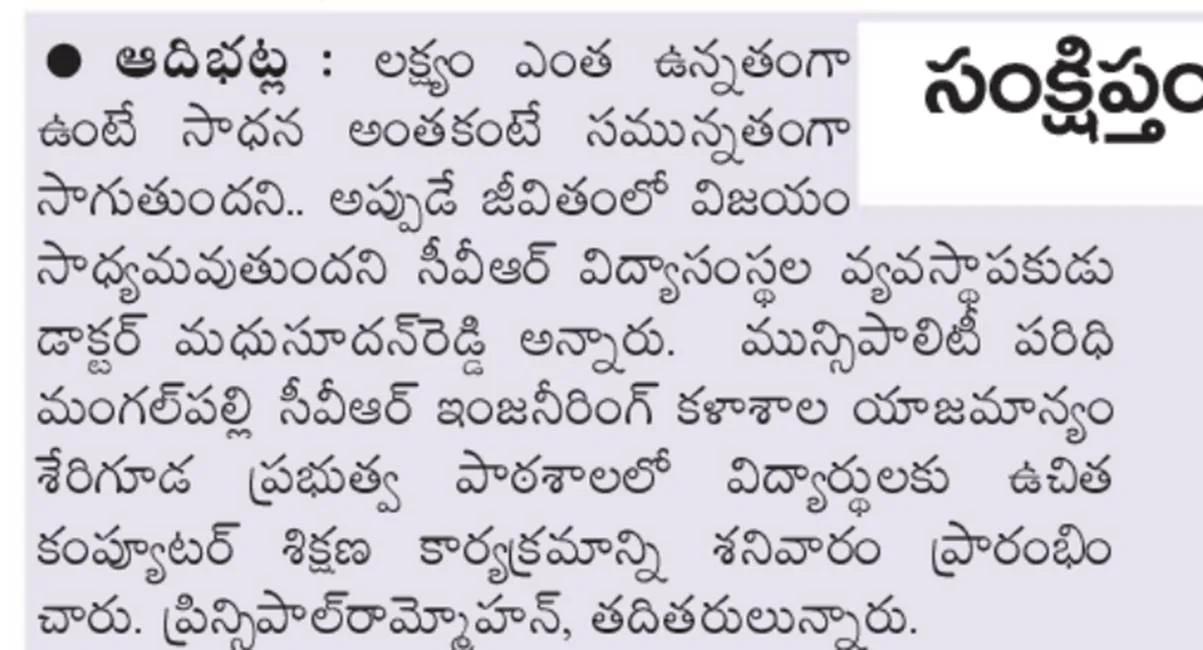 సంక్షిప్తం
● ఆదిభట్ల : లక్ష్యం ఎంత ఉన్నతంగా
ఉంటే సాధన అంతకంటే సమున్నతంగా
సాగుతుందని.. అప్పుడే జీవితంలో విజయం
సాధ్యమవుతుందని సీవీఆర్ విద్యాసంస్థల వ్యవస్థాపకుడు
డాక్టర్ మధుసూదన్‌రెడ్డి అన్నారు. మున్సిపాలిటీ పరిధి
మంగల్‌పల్లి సీవీఆర్ ఇంజనీరింగ్ కళాశాల యాజమాన్యం
శేరిగూడ ప్రభుత్వ పాఠశాలలో విద్యార్థులకు ఉచిత
కంప్యూటర్ శిక్షణ కార్యక్రమాన్ని శనివారం ప్రారంభిం
చారు. ప్రిన్సిపాల్‌రామ్మోహన్, తదితరులున్నారు.